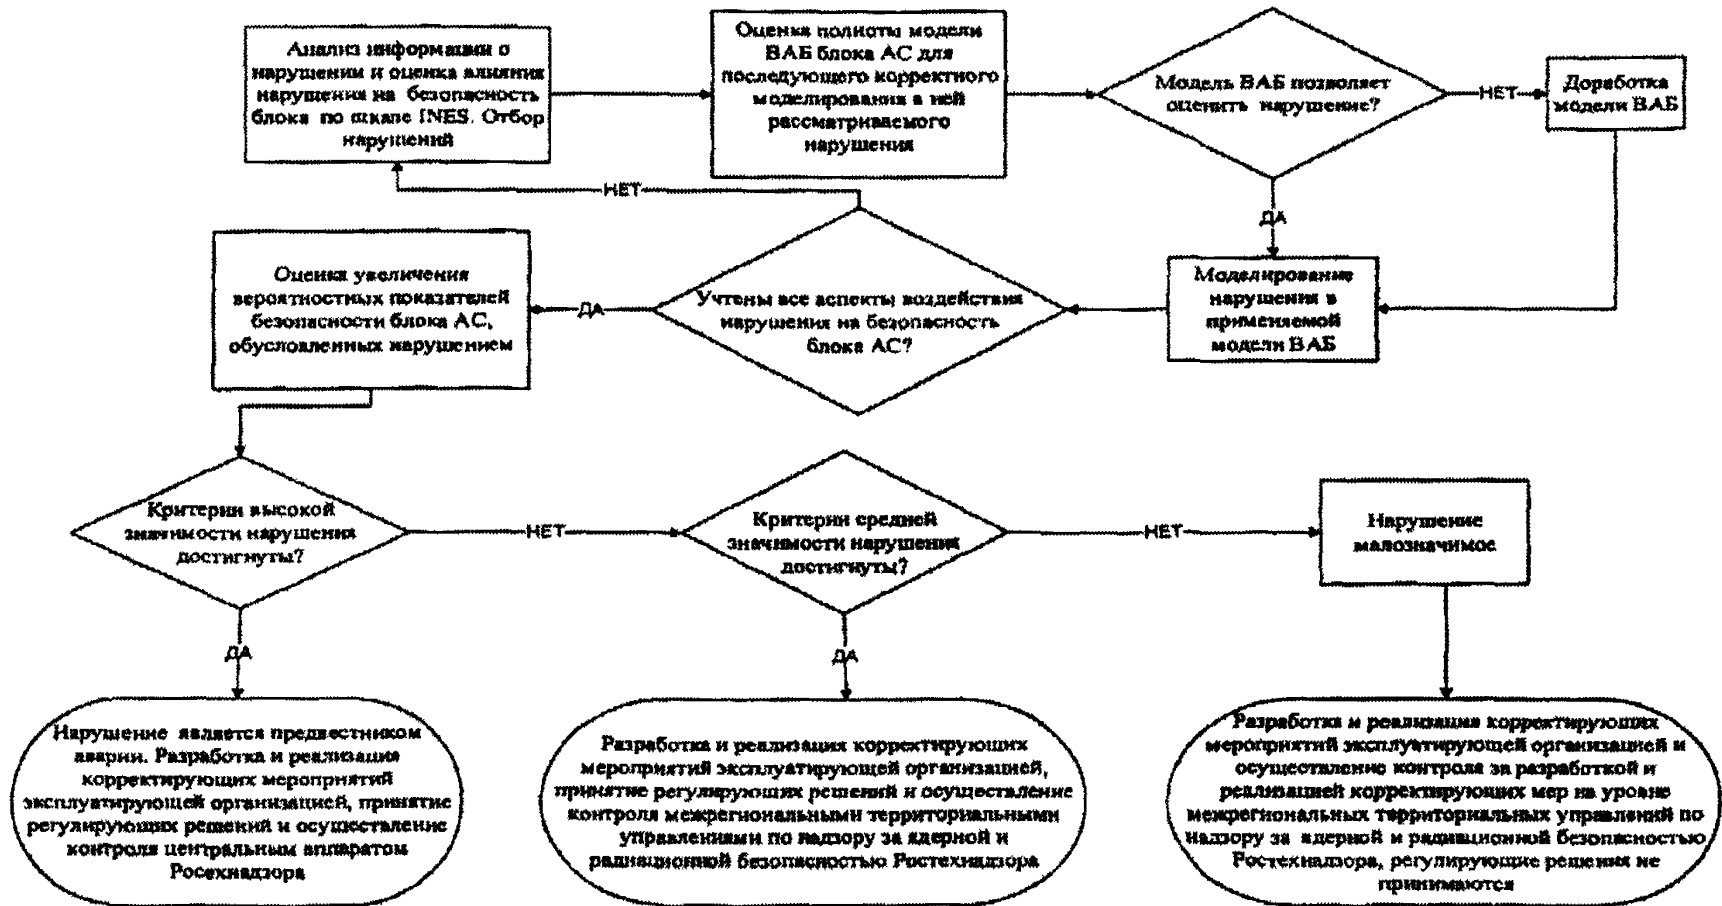 Анализ информации о
нарушении и оценка влияния
нарушения на безопасность
блока по шкале INES. Отбор
нарушений
Оценка полноты модели
ВАБ блока АС для
последующего корректного
моделирования в ней
рассматриваемого
нарушения
Модель ВАБ позволяет
оценить нарушение?
НЕТ
Доработка
модели ВАБ
НЕТ
ДА
Оценка увеличения
вероятностных показателей
безопасности блока АС,
обусловленных нарушением
ДА
Учтены все аспекты воздействия
нарушения на безопасность
блока АС?
Моделирование
нарушения в
применяемой
модели ВАБ
Критерии высокой
значимости нарушения
достигнуты?
НЕТ
Критерии средней
значимости нарушения
достигнуты?
НЕТ
Нарушение
малозначимое
ДА
ДА
Нарушение является предвестником
аварии. Разработка и реализация
корректирующих мероприятий
эксплуатирующей организацией, принятие
регулирующих решений и осуществление
контроля центральным аппаратом
Росехнадзора
Разработка и реализация корректирующих
мероприятий эксплуатирующей организацией,
принятие регулирующих решений и осуществление
контроля межрегиональными территориальными
управлениями по надзору за ядерной и
радиационной безопасностью Ростехнадзора
Разработка и реализация корректирующих
мероприятий эксплуатирующей организацией и
осуществление контроля за разработкой и
реализацией корректирующих мер на уровне
межрегиональных территориальных управлений по
надзору за ядерной и радиационной безопасностью
Ростехнадзора, регулирующие решения не
принимаются